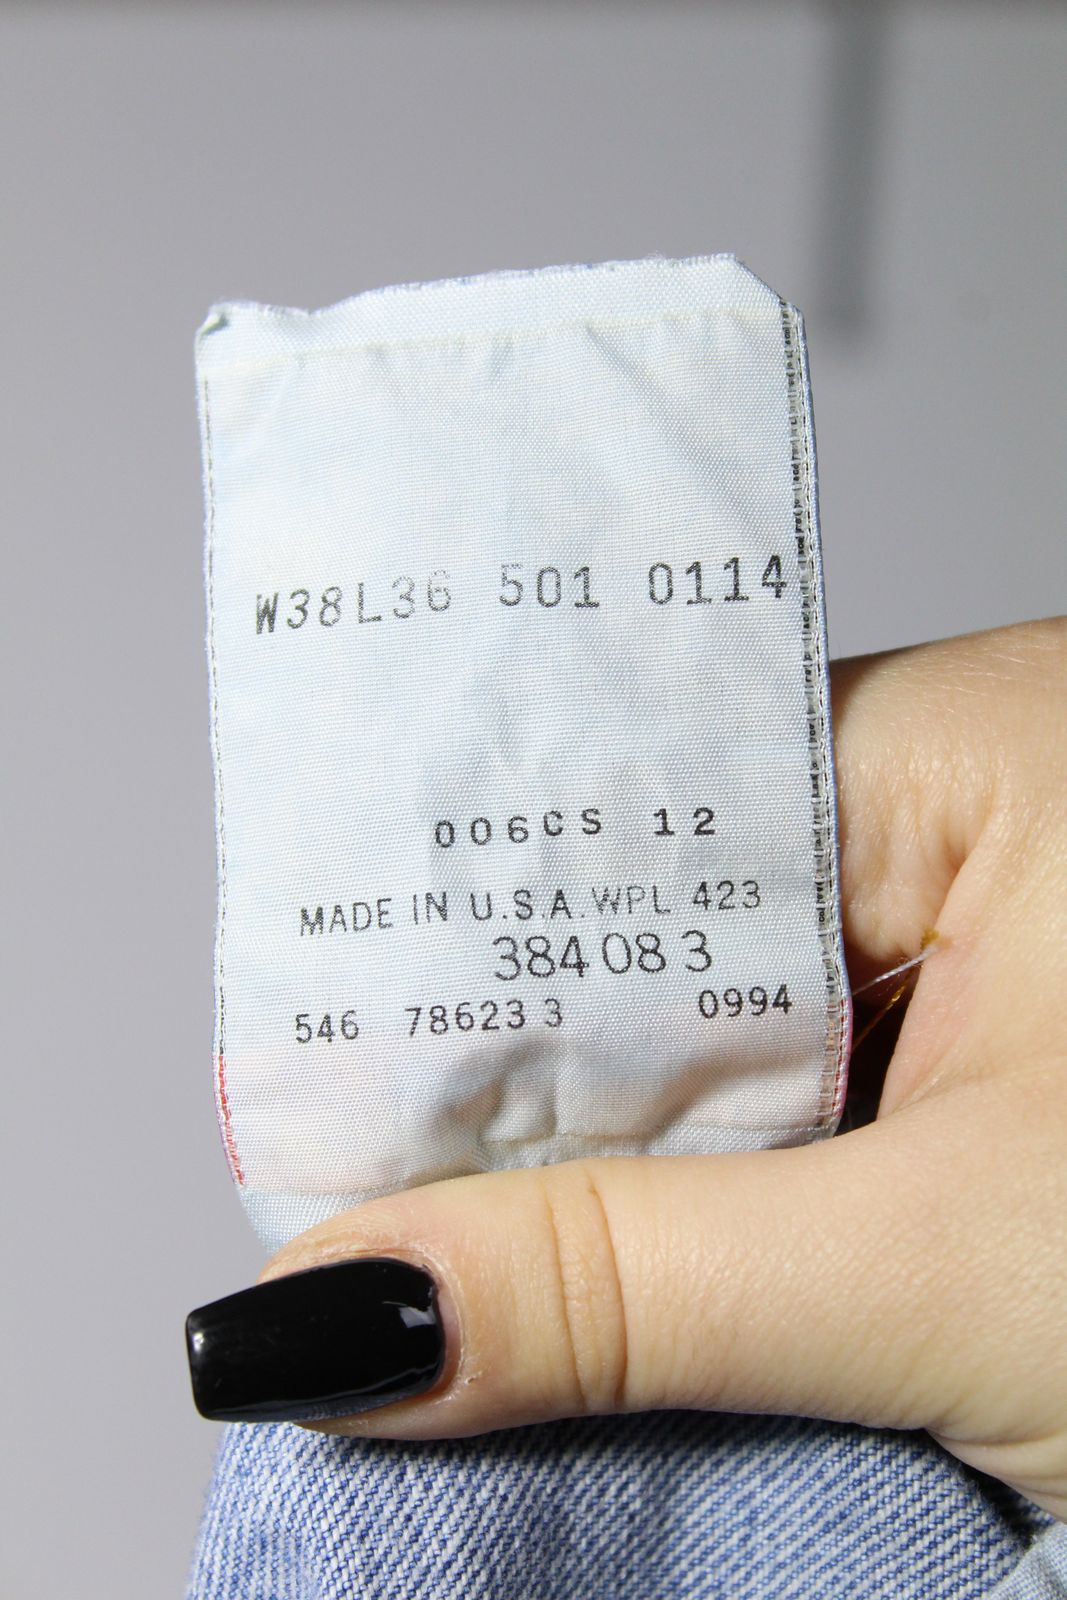 W38L36 501 0114
006CS 12
MADE IN U.S.A. WPL 423
384 08 3
546 78623 3 0994